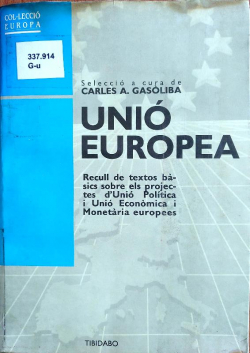 COL·LECCIÓ
EUROPA
337.914
G-u
Selecció a cura de
CARLES A. GASÒLIBA
UNIÓ
EUROPEA
Recull de textos bà-
sics sobre els projec-
tes d'Unió Política
i Unió Econòmica i
Monetària europees
TIBIDABO